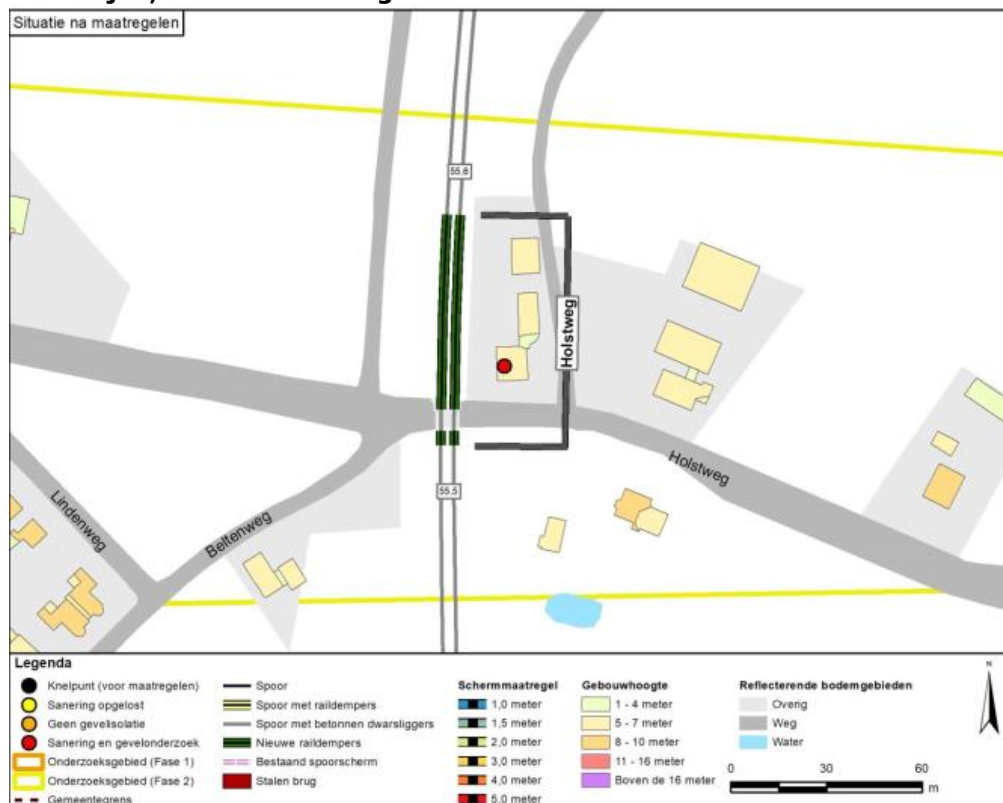 Situatie na maatregelen
55,6
Holstweg
Holstweg
55,5
Lindenweg
Beltenweg
Legenda
Knelpunt (voor maatregelen)
Sanering opgelost
Geen gevelisolatie
Sanering en gevelonderzoek
Onderzoeksgebied (Fase 1)
Onderzoeksgebied (Fase 2)
Gemeentegrens
Spoor
Spoor met raildempers
Spoor met betonnen dwarsliggers
Nieuwe raildempers
Bestaand spoorscherm
Stalen brug
Schermmaatregel
1,0 meter
1,5 meter
2,0 meter
3,0 meter
4,0 meter
5,0 meter
Gebouwhoogte
1 - 4 meter
5 - 7 meter
8 - 10 meter
11 - 16 meter
Boven de 16 meter
Reflecterende bodemgebieden
Overig
Weg
Water
N
0 30 60
m